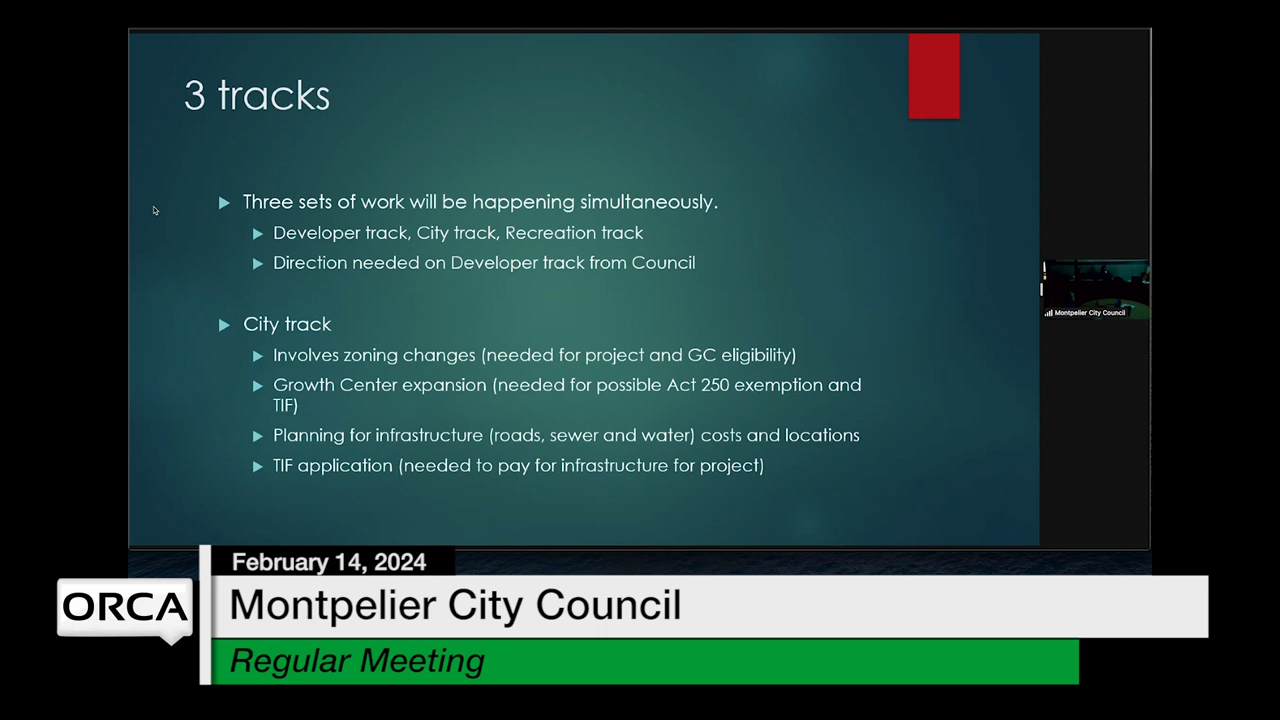 3 tracks
Three sets of work will be happening simultaneously.
Developer track, City track, Recreation track
Direction needed on Developer track from Council
City track
Involves zoning changes (needed for project and GC eligibility)
Growth Center expansion (needed for possible Act 250 exemption and
TIF)
Planning for infrastructure (roads, sewer and water) costs and locations
TIF application (needed to pay for infrastructure for project)
Montpelier City Council
February 14, 2024
ORCA
Montpelier City Council
Regular Meeting